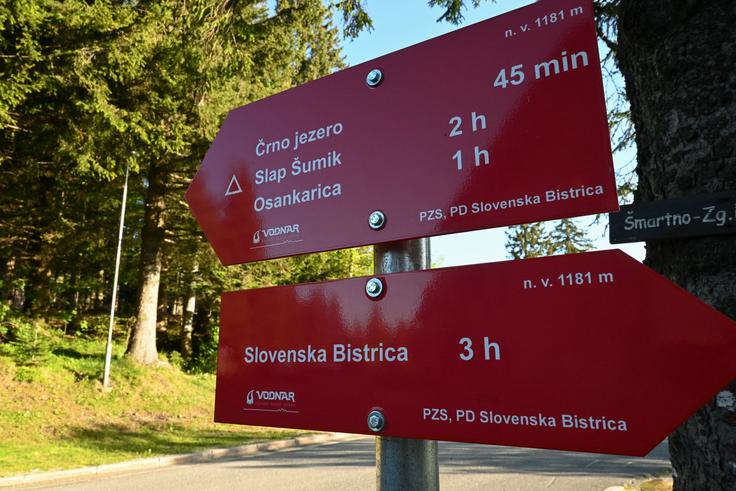 n. v. 1181 m
Črno jezero 45 min
Slap Šumik 2 h
Osankarica 1 h
VODNAR
PZS, PD Slovenska Bistrica
Šmartno-Zg.
n. v. 1181 m
Slovenska Bistrica 3 h
VODNAR
PZS, PD Slovenska Bistrica